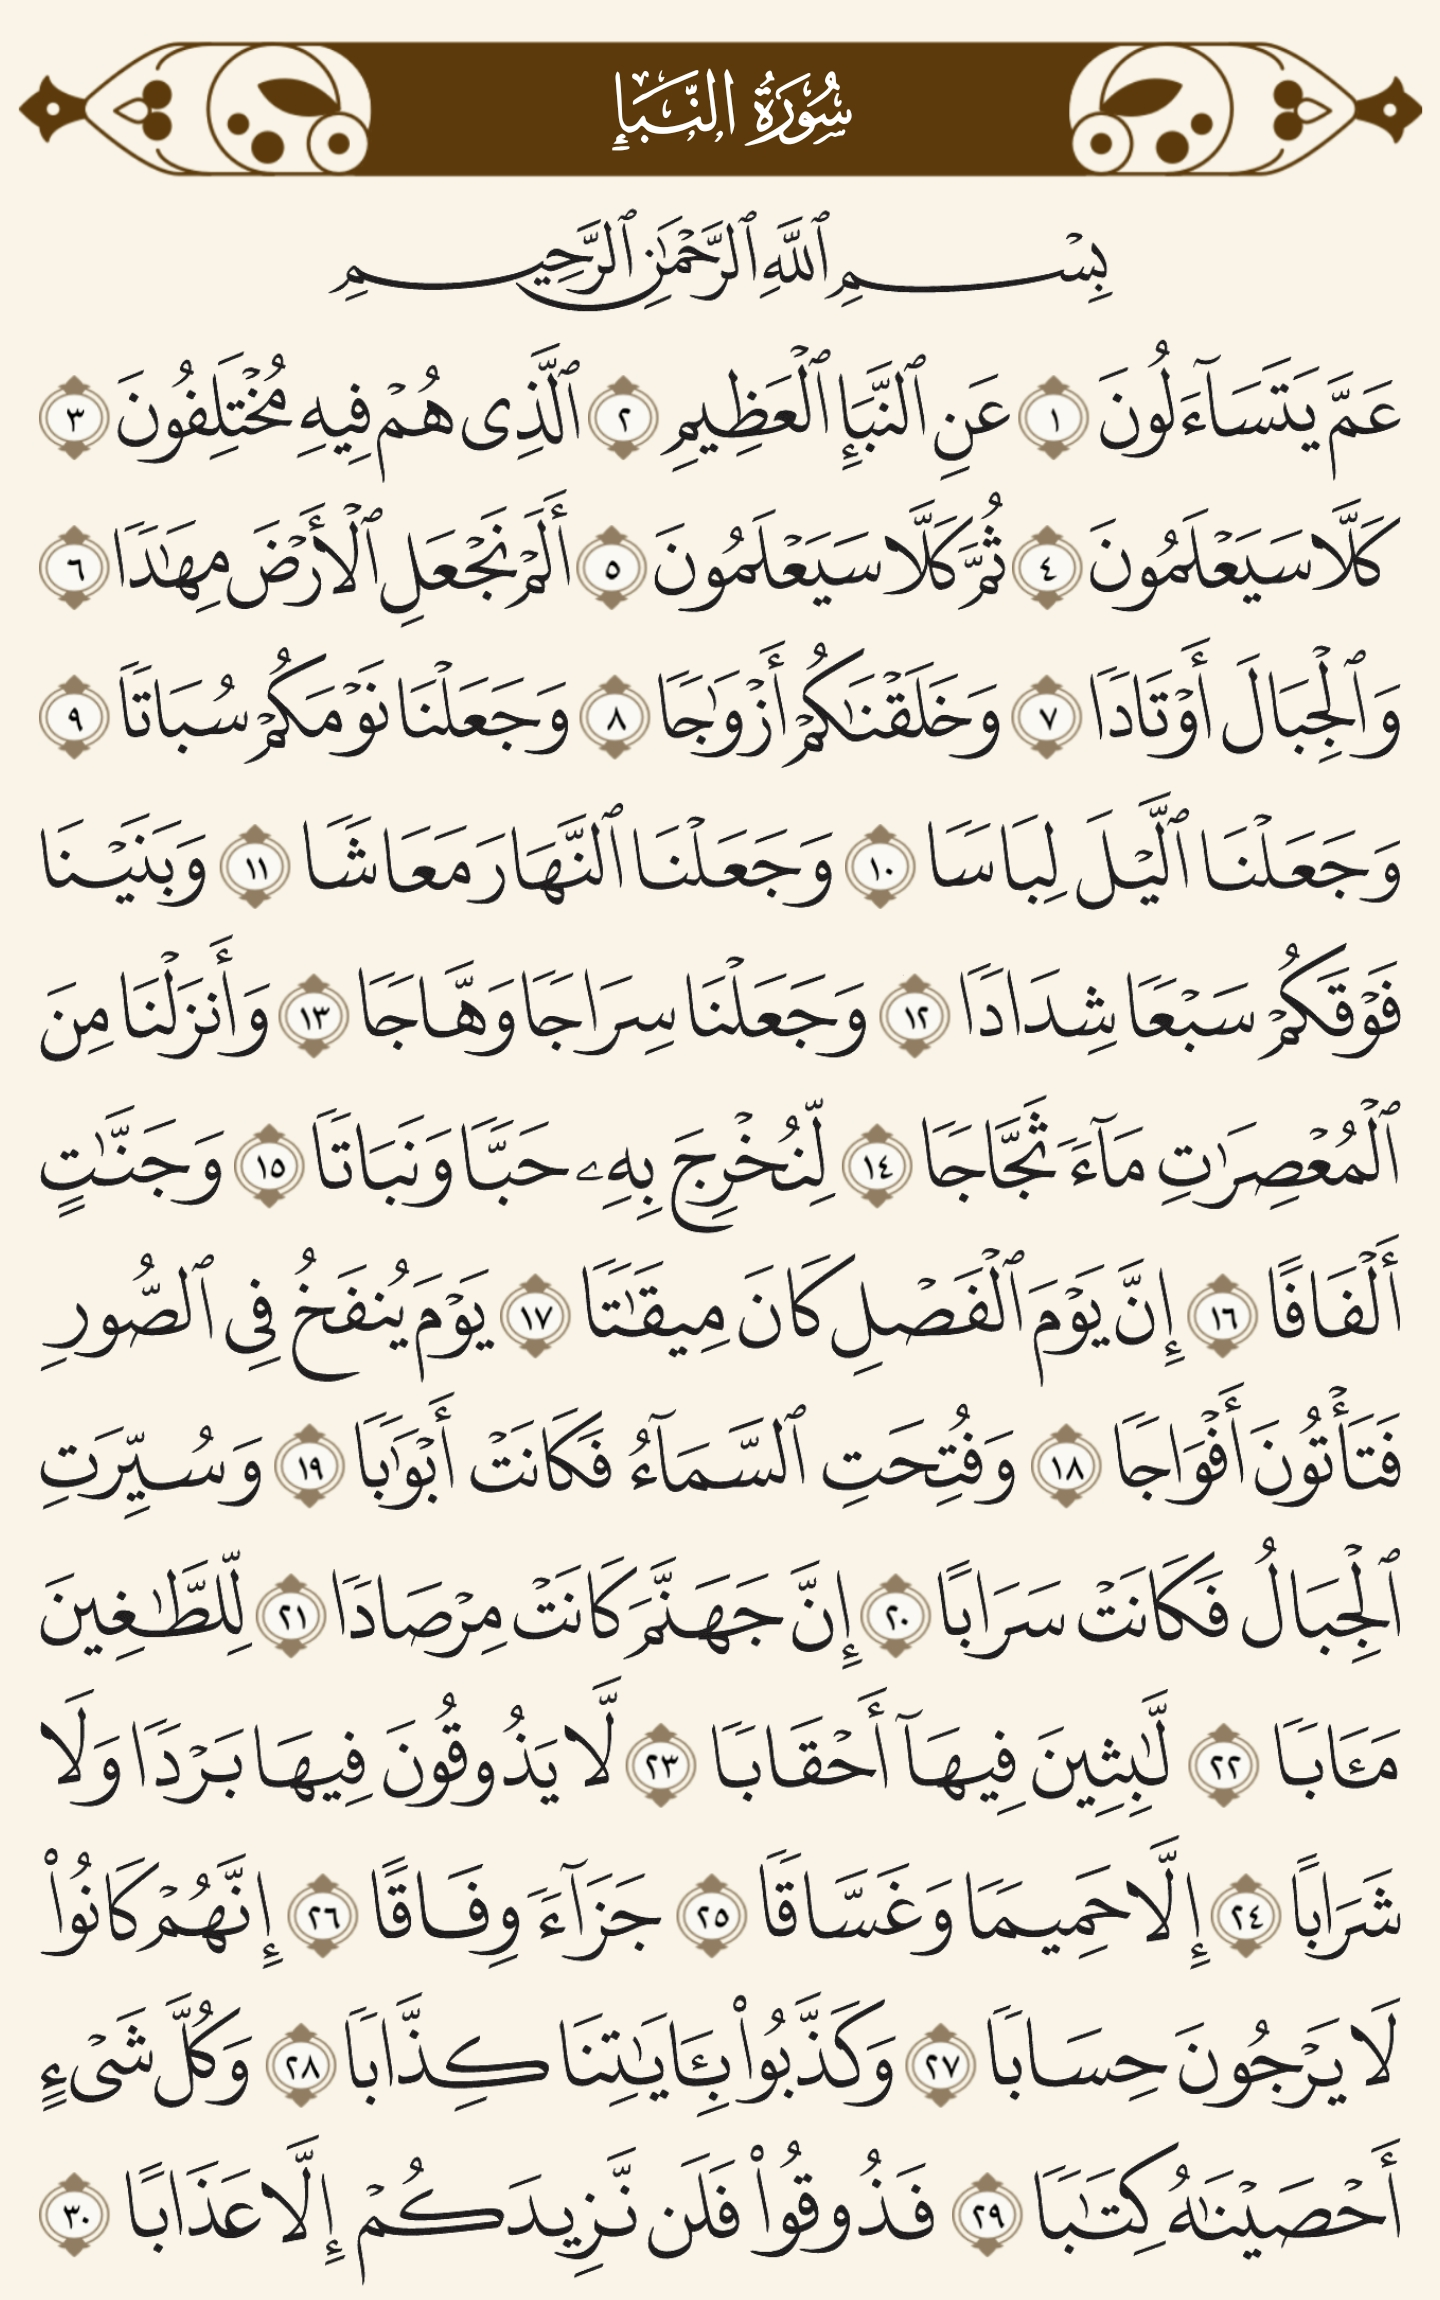 سُورَةُ النَّبَإِ
بِسۡمِ ٱللَّهِ ٱلرَّحۡمَٰنِ ٱلرَّحِيمِ
عَمَّ يَتَسَآءَلُونَ ١ عَنِ ٱلنَّبَإِ ٱلۡعَظِيمِ ٢ ٱلَّذِى هُمۡ فِيهِ مُخۡتَلِفُونَ ٣
كَلَّا سَيَعۡلَمُونَ ٤ ثُمَّ كَلَّا سَيَعۡلَمُونَ ٥ أَلَمۡ نَجۡعَلِ ٱلۡأَرۡضَ مِهَٰدٗا ٦
وَٱلۡجِبَالَ أَوۡتَادٗا ٧ وَخَلَقۡنَٰكُمۡ أَزۡوَٰجٗا ٨ وَجَعَلۡنَا نَوۡمَكُمۡ سُبَاتٗا ٩
وَجَعَلۡنَا ٱلَّيۡلَ لِبَاسٗا ١٠ وَجَعَلۡنَا ٱلنَّهَارَ مَعَاشٗا ١١ وَبَنَيۡنَا
فَوۡقَكُمۡ سَبۡعٗا شِدَادٗا ١٢ وَجَعَلۡنَا سِرَاجٗا وَهَّاجٗا ١٣ وَأَنزَلۡنَا مِنَ
ٱلۡمُعۡصِرَٰتِ مَآءٗ ثَجَّاجٗا ١٤ لِّنُخۡرِجَ بِهِۦ حَبّٗا وَنَبَاتٗا ١٥ وَجَنَّٰتٍ
أَلۡفَافًا ١٦ إِنَّ يَوۡمَ ٱلۡفَصۡلِ كَانَ مِيقَٰتٗا ١٧ يَوۡمَ يُنفَخُ فِى ٱلصُّورِ
فَتَأۡتُونَ أَفۡوَاجٗا ١٨ وَفُتِحَتِ ٱلسَّمَآءُ فَكَانَتۡ أَبۡوَٰبٗا ١٩ وَسُيِّرَتِ
ٱلۡجِبَالُ فَكَانَتۡ سَرَابًا ٢٠ إِنَّ جَهَنَّمَ كَانَتۡ مِرۡصَادٗا ٢١ لِّلطَّٰغِينَ
مَـَٔابٗا ٢٢ لَّٰبِثِينَ فِيهَآ أَحۡقَابٗا ٢٣ لَّا يَذُوقُونَ فِيهَا بَرۡدٗا وَلَا
شَرَابًا ٢٤ إِلَّا حَمِيمٗا وَغَسَّاقٗا ٢٥ جَزَآءٗ وِفَاقًا ٢٦ إِنَّهُمۡ كَانُواْ
لَا يَرۡجُونَ حِسَابٗا ٢٧ وَكَذَّبُواْ بِـَٔايَٰتِنَا كِذَّابٗا ٢٨ وَكُلَّ شَىۡءٍ
أَحۡصَيۡنَٰهُ كِتَٰبٗا ٢٩ فَذُوقُواْ فَلَن نَّزِيدَكُمۡ إِلَّا عَذَابًا ٣٠